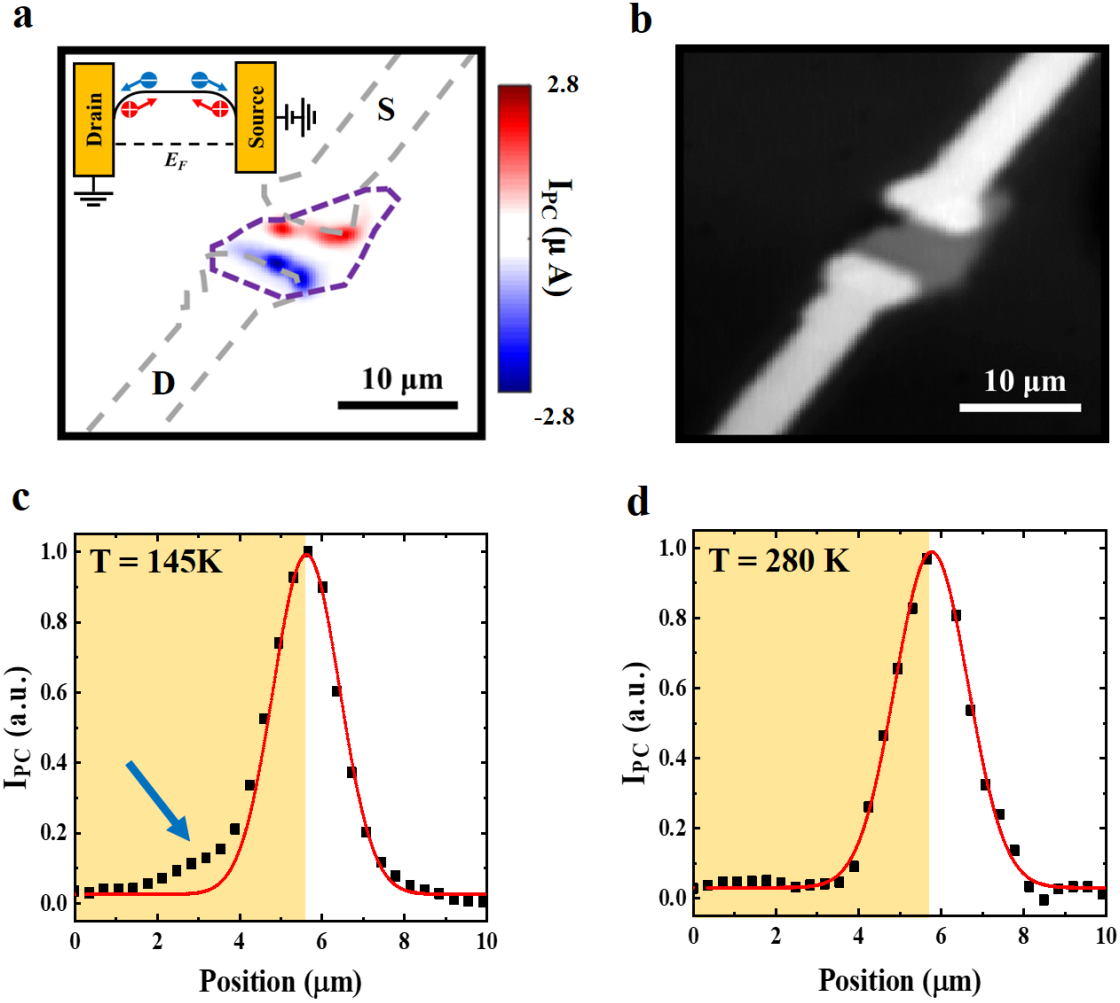 a
b
Drain
Source
E_F
S
D
10 μm
2.8
I_PC (μ A)
-2.8
10 μm
c
d
T = 145K
1.0
0.8
0.6
0.4
0.2
0.0
I_PC (a.u.)
0 2 4 6 8 10
Position (μm)
T = 280 K
1.0
0.8
0.6
0.4
0.2
0.0
I_PC (a.u.)
0 2 4 6 8 10
Position (μm)